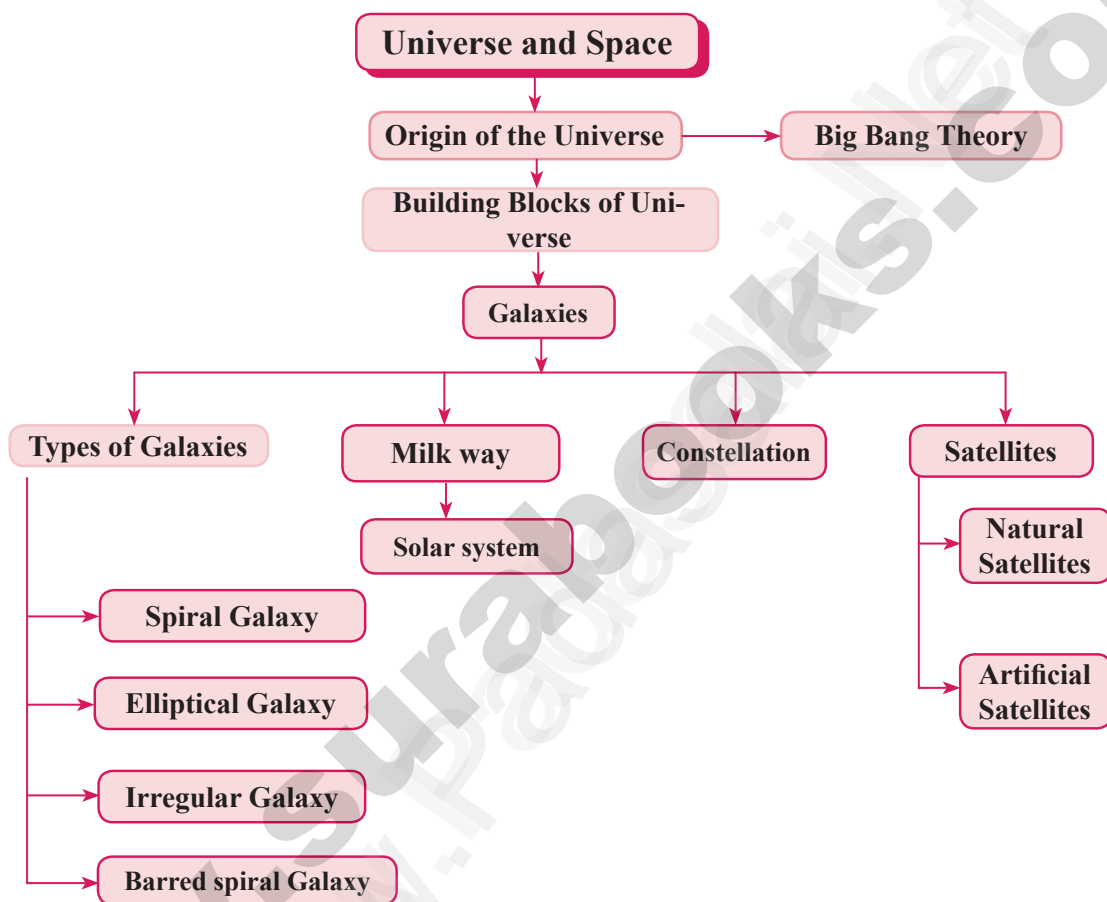 Universe and Space
Origin of the Universe
Big Bang Theory
Building Blocks of Uni-
verse
Galaxies
Types of Galaxies
Milk way
Constellation
Satellites
Solar system
Natural
Satellites
Spiral Galaxy
Elliptical Galaxy
Artificial
Satellites
Irregular Galaxy
Barred spiral Galaxy